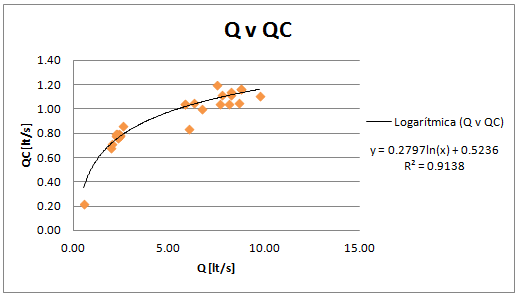 Q v QC
1.40
1.20
1.00
0.80
0.60
0.40
0.20
0.00
QC [lt/s]
0.00 5.00 10.00 15.00
Q [lt/s]
Logarítmica (Q v QC)
y = 0.2797ln(x) + 0.5236
R² = 0.9138